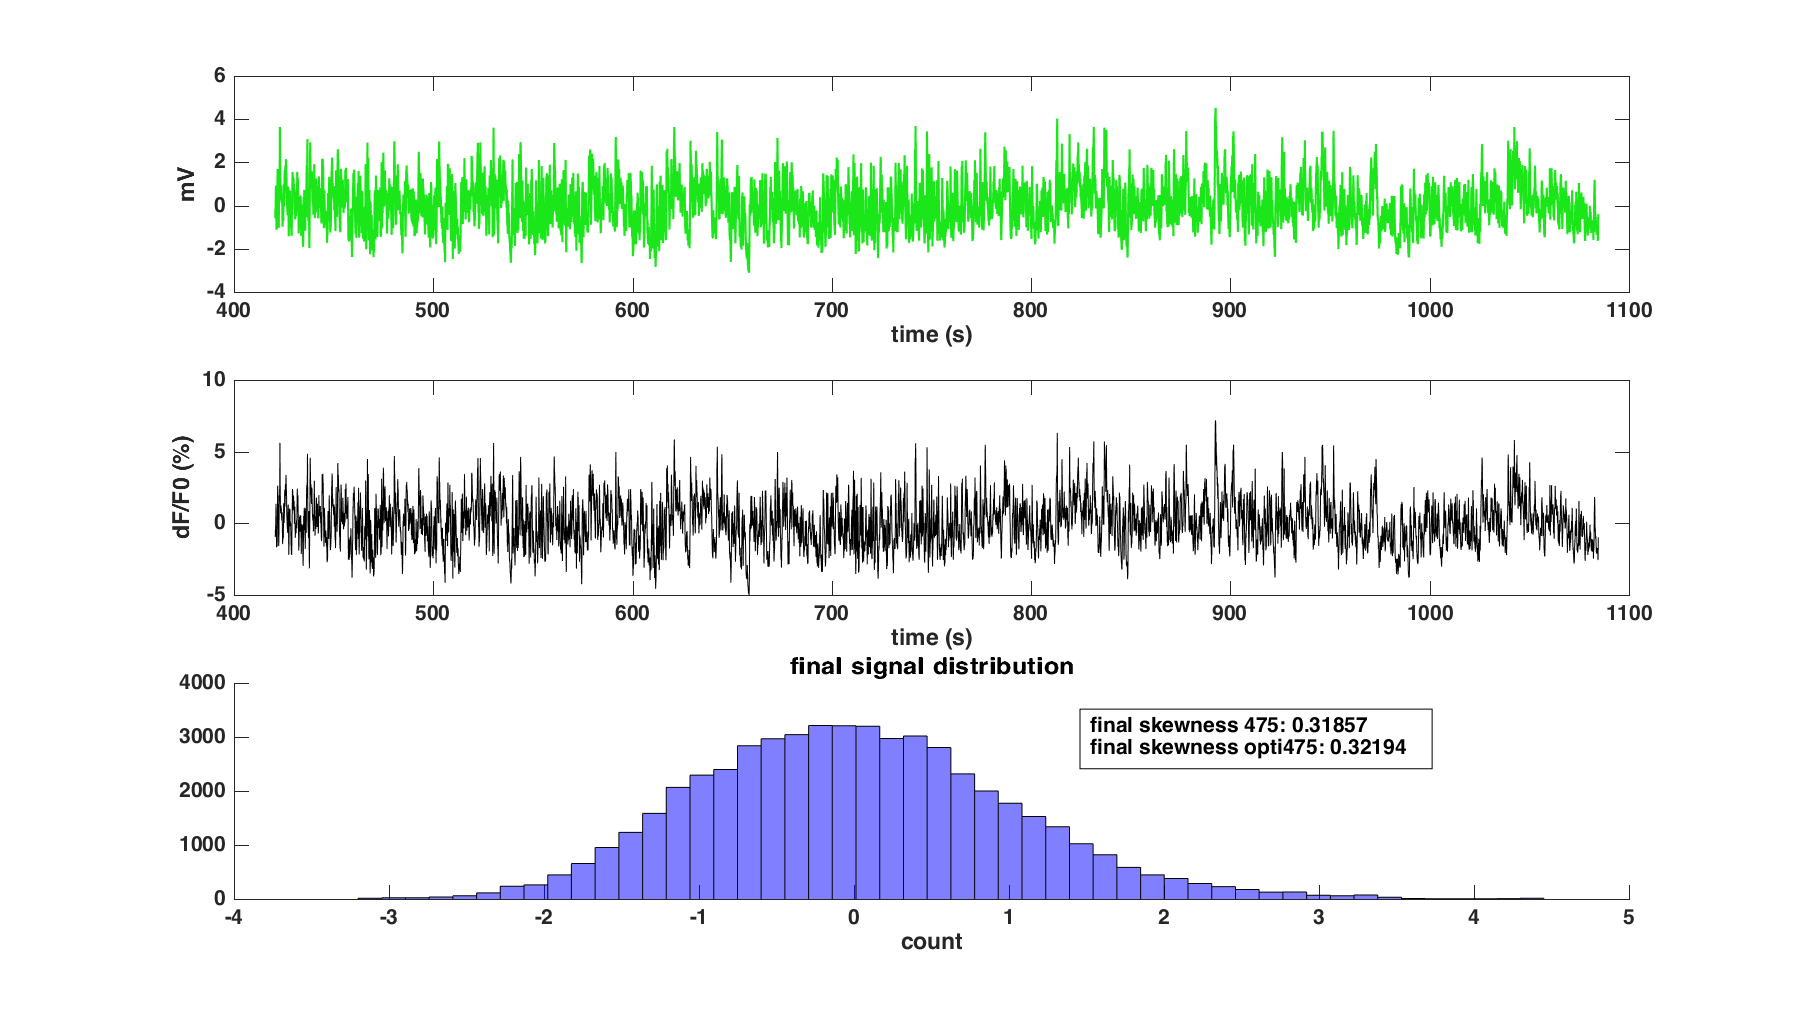 6
4
2
0
-2
-4
mV
400 500 600 700 800 900 1000 1100
time (s)
10
5
0
-5
dF/F0 (%)
400 500 600 700 800 900 1000 1100
time (s)
final signal distribution
4000
3000
2000
1000
0
final skewness 475: 0.31857
final skewness opti475: 0.32194
-4 -3 -2 -1 0 1 2 3 4 5
count